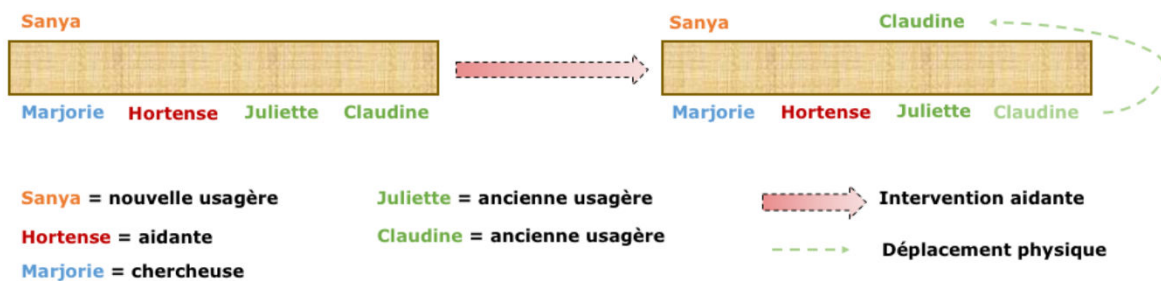 Sanya
Sanya Claudine
Marjorie Hortense Juliette Claudine
Marjorie Hortense Juliette Claudine
Sanya = nouvelle usagère
Juliette = ancienne usagère
Intervention aidante
Hortense = aidante
Claudine = ancienne usagère
Déplacement physique
Marjorie = chercheuse